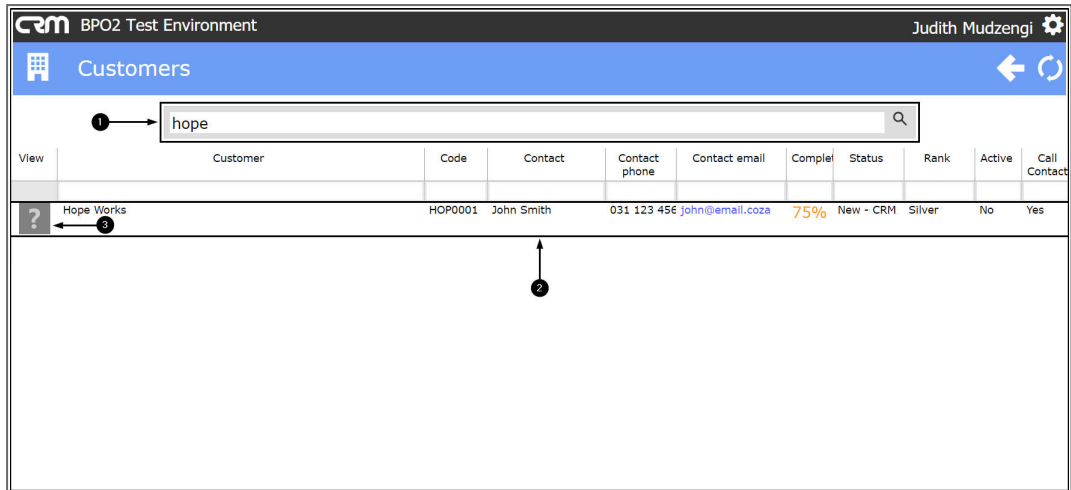 CRM BPO2 Test Environment Judith Mudzengi
Customers
1 hope
View Customer Code Contact Contact phone Contact email Complet Status Rank Active Call Contact
? Hope Works HOP0001 John Smith 031 123 456 john@email.coza 75% New - CRM Silver No Yes
3
2